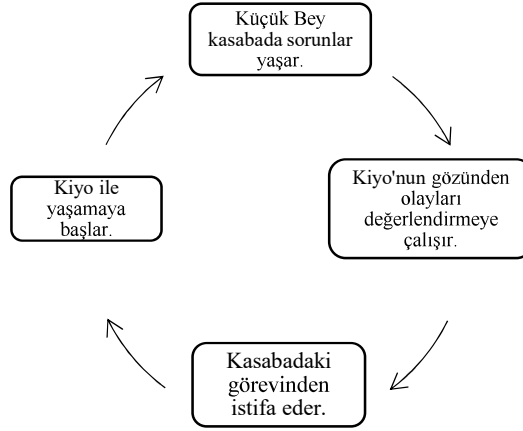 Küçük Bey
kasabada sorunlar
yaşar.
Kiyo'nun gözünden
olayları
değerlendirmeye
çalışır.
Kasabadaki
görevinden
istifa eder.
Kiyo ile
yaşamaya
başlar.